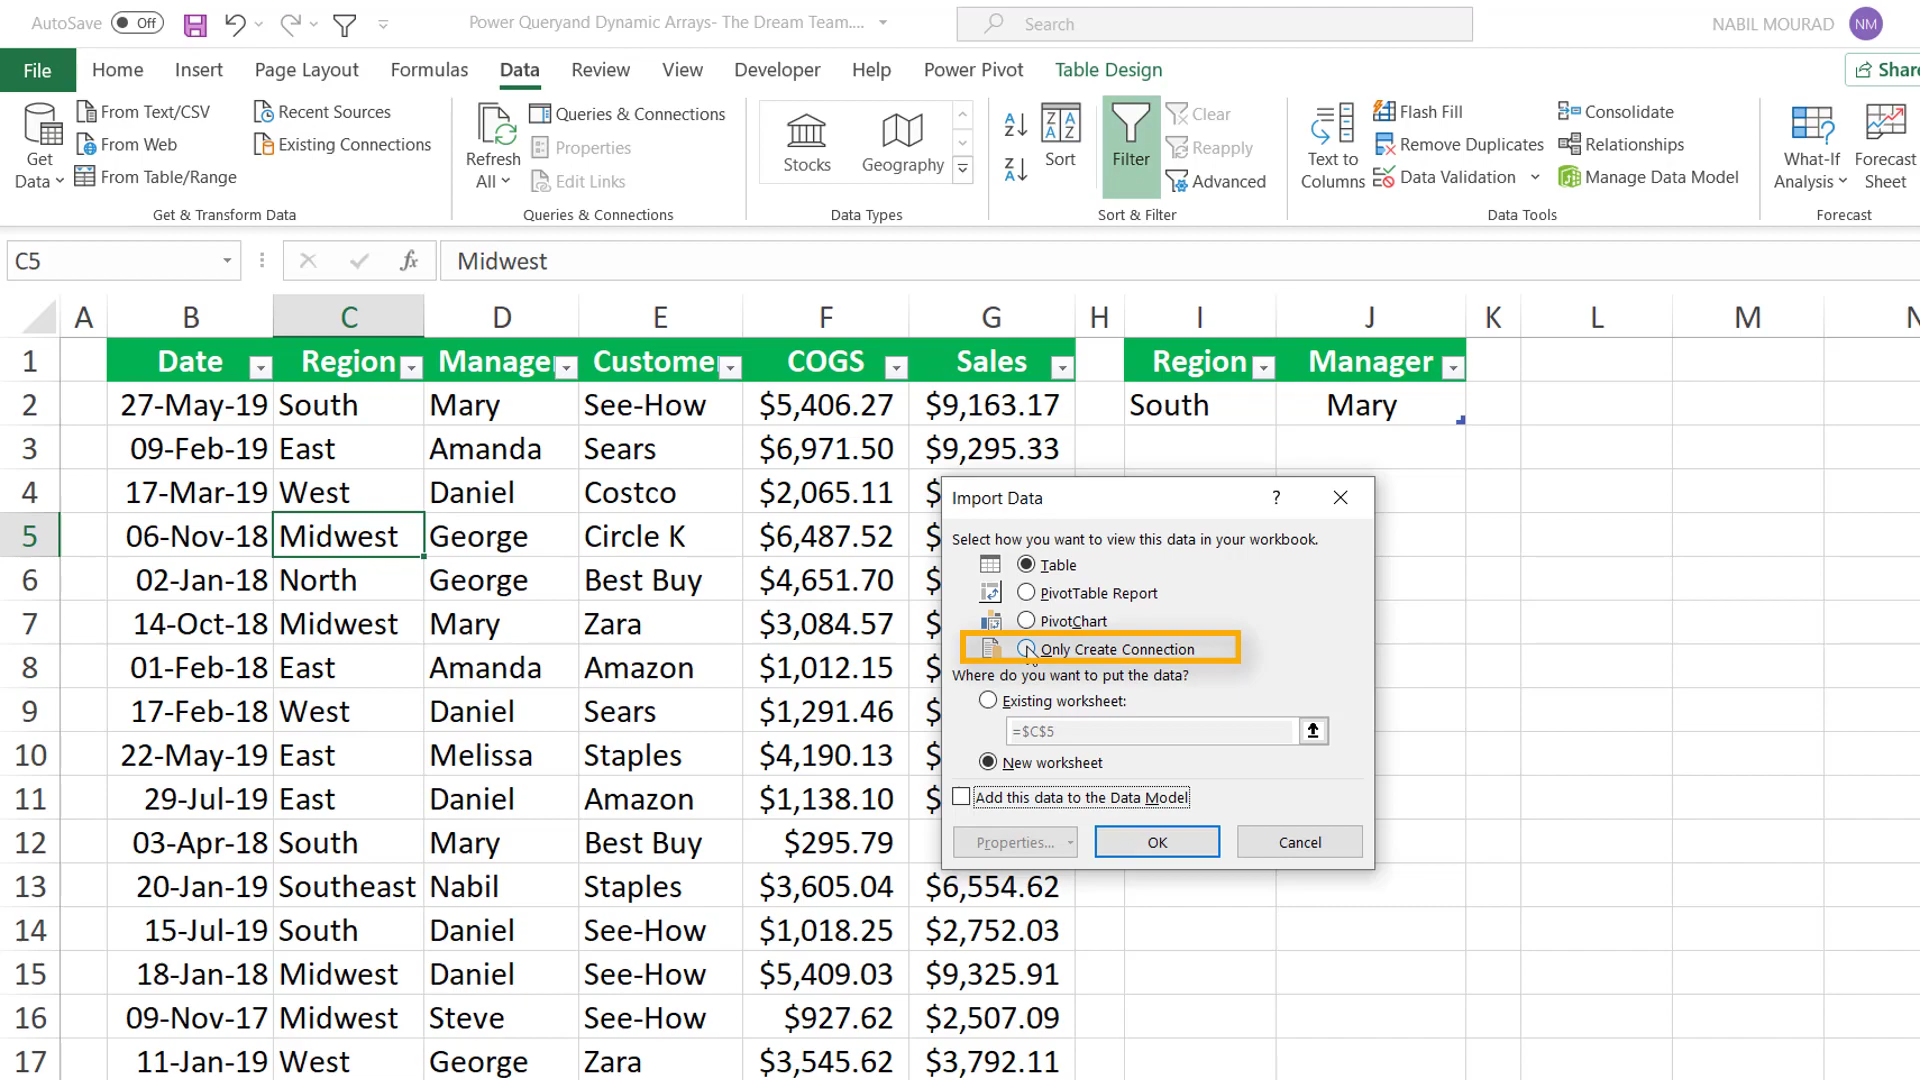 AutoSave Off Power Queryand Dynamic Arrays- The Dream Team.... Search NABIL MOURAD NM
File Home Insert Page Layout Formulas Data Review View Developer Help Power Pivot Table Design Share
Get Data
From Text/CSV
From Web
From Table/Range
Recent Sources
Existing Connections
Get & Transform Data
Refresh All
Queries & Connections
Properties
Edit Links
Queries & Connections
Stocks
Geography
Data Types
Sort
Filter
Clear
Reapply
Advanced
Sort & Filter
Text to Columns
Flash Fill
Remove Duplicates
Data Validation
Consolidate
Relationships
Manage Data Model
Data Tools
What-If Analysis
Forecast Sheet
Forecast
C5 fx Midwest
A B C D E F G H I J K L M N
1 Date Region Manage Custome COGS Sales Region Manager
2 27-May-19 South Mary See-How $5,406.27 $9,163.17 South Mary
3 09-Feb-19 East Amanda Sears $6,971.50 $9,295.33
4 17-Mar-19 West Daniel Costco $2,065.11 $
5 06-Nov-18 Midwest George Circle K $6,487.52 $
6 02-Jan-18 North George Best Buy $4,651.70 $
7 14-Oct-18 Midwest Mary Zara $3,084.57 $
8 01-Feb-18 East Amanda Amazon $1,012.15 $
9 17-Feb-18 West Daniel Sears $1,291.46 $
10 22-May-19 East Melissa Staples $4,190.13 $
11 29-Jul-19 East Daniel Amazon $1,138.10 $
12 03-Apr-18 South Mary Best Buy $295.79
13 20-Jan-19 Southeast Nabil Staples $3,605.04 $6,554.62
14 15-Jul-19 South Daniel See-How $1,018.25 $2,752.03
15 18-Jan-18 Midwest Daniel See-How $5,409.03 $9,325.91
16 09-Nov-17 Midwest Steve See-How $927.62 $2,507.09
17 11-Jan-19 West George Zara $3,545.62 $3,792.11
Import Data ?
Select how you want to view this data in your workbook.
Table
PivotTable Report
PivotChart
Only Create Connection
Where do you want to put the data?
Existing worksheet:
=$C$5
New worksheet
Add this data to the Data Model
Properties... OK Cancel